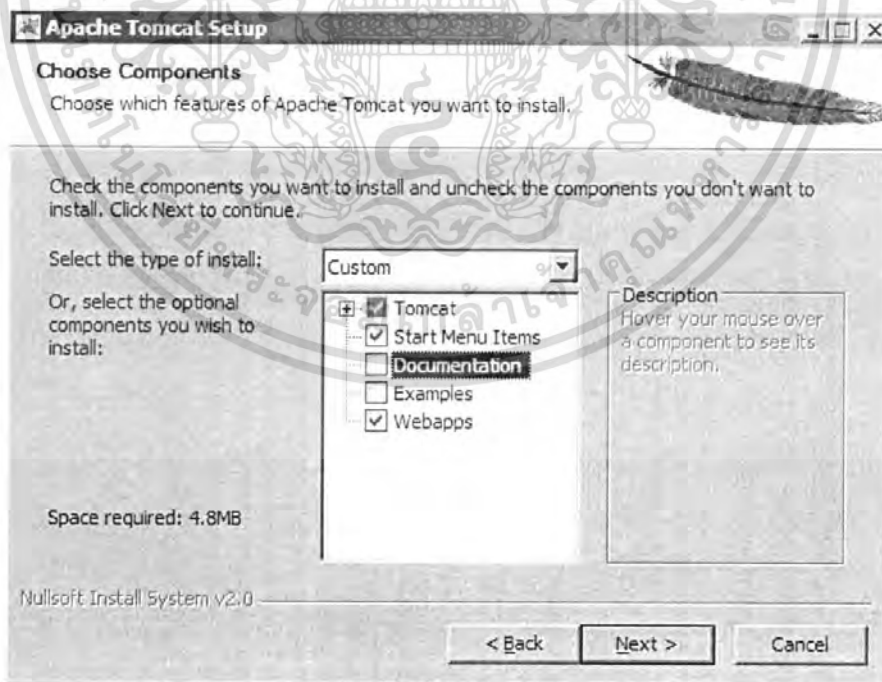 Apache Tomcat Setup
Choose Components
Choose which features of Apache Tomcat you want to install.
Check the components you want to install and uncheck the components you don't want to
install. Click Next to continue.
Select the type of install:
Custom
Or, select the optional
components you wish to
install:
Tomcat
Start Menu Items
Documentation
Examples
Webapps
Description
Hover your mouse over
a component to see its
description.
Space required: 4.8MB
Nullsoft Install System v2.0
< Back
Next >
Cancel